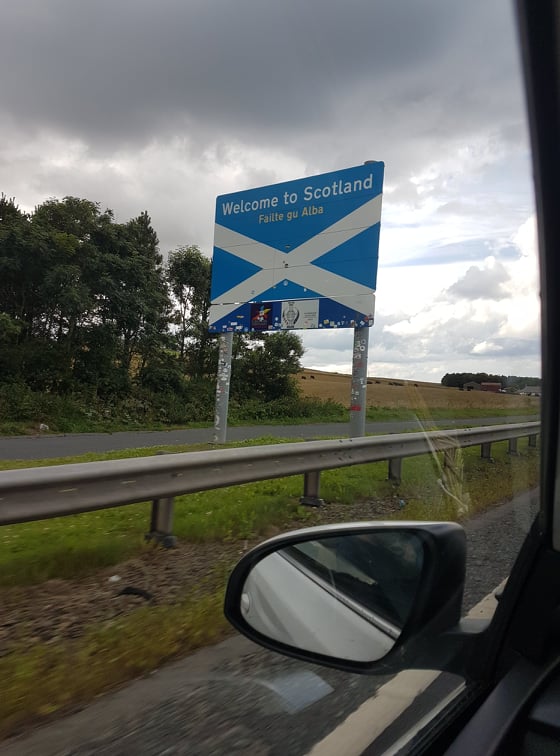 Welcome to Scotland
Failte gu Alba